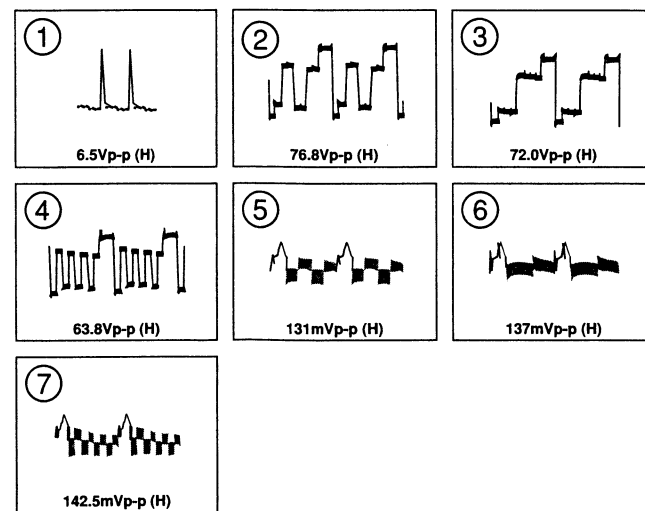 1
6.5Vp-p (H)
2
76.8Vp-p (H)
3
72.0Vp-p (H)
4
63.8Vp-p (H)
5
131mVp-p (H)
6
137mVp-p (H)
7
142.5mVp-p (H)